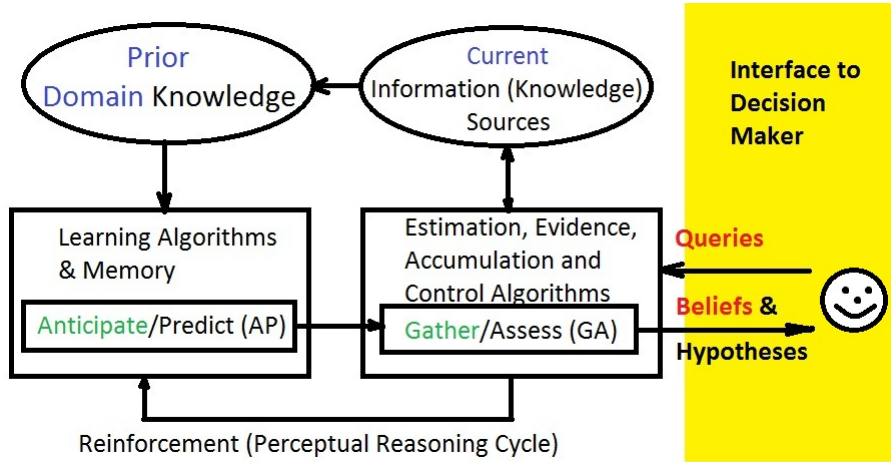 Prior
Domain Knowledge
Current
Information (Knowledge)
Sources
Interface to
Decision
Maker
Learning Algorithms
& Memory
Anticipate/Predict (AP)
Estimation, Evidence,
Accumulation and
Control Algorithms
Gather/Assess (GA)
Queries
Beliefs &
Hypotheses
Reinforcement (Perceptual Reasoning Cycle)